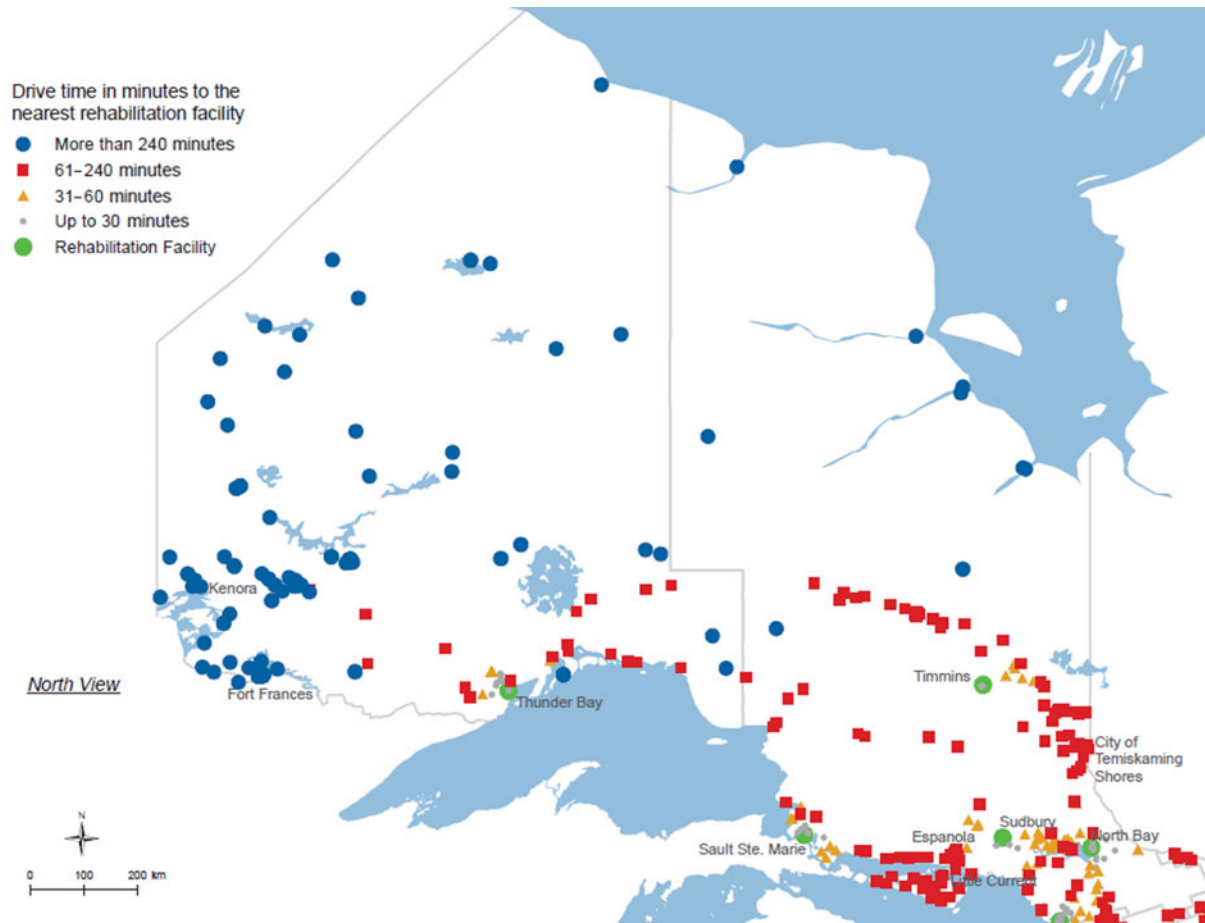 Drive time in minutes to the
nearest rehabilitation facility
More than 240 minutes
61–240 minutes
31–60 minutes
Up to 30 minutes
Rehabilitation Facility
Kenora
North View
Fort Frances
Thunder Bay
Timmins
City of
Temiskaming
Shores
Sudbury
Espanola
North Bay
Sault Ste. Marie
Little Current
N
0 100 200 km